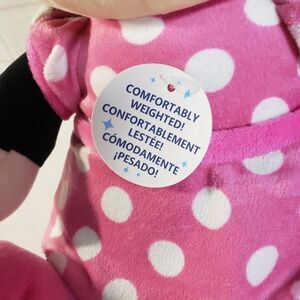 COMFORTABLY
WEIGHTED!
CONFORTABLEMENT
LESTÉE!
CÓMODAMENTE
¡PESADO!